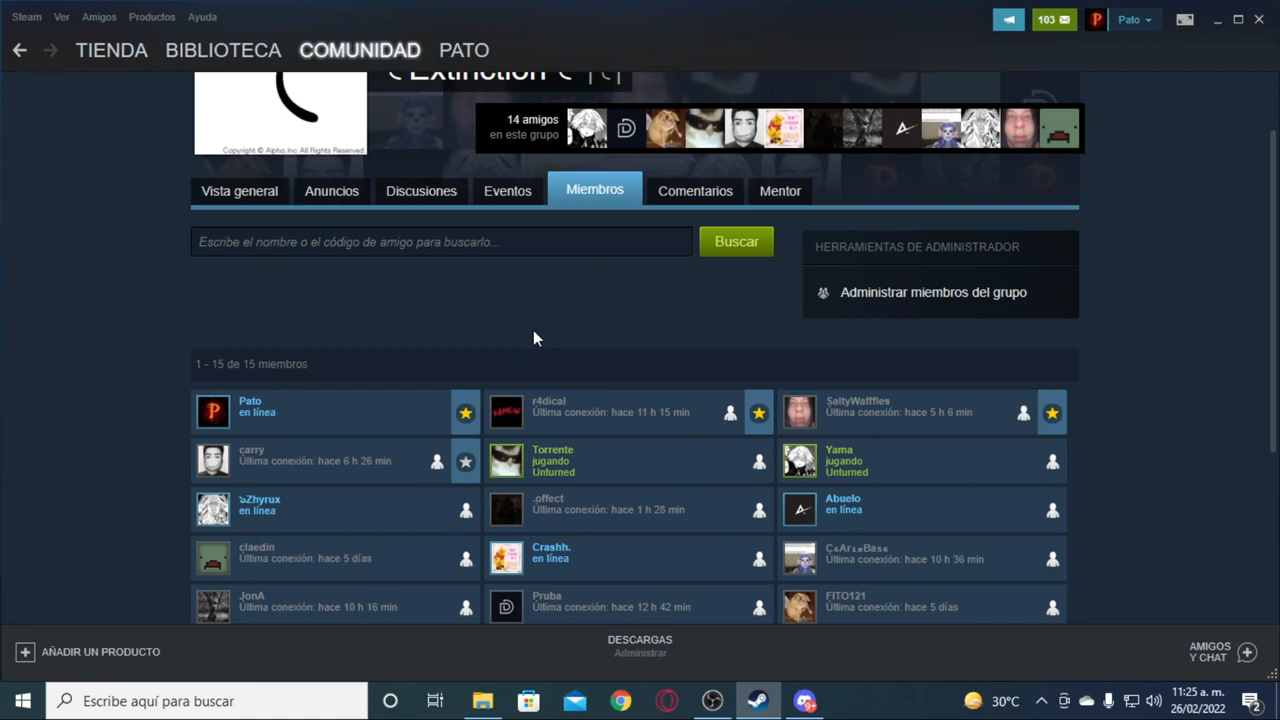 Steam Ver Amigos Productos Ayuda
103
Pato
TIENDA BIBLIOTECA COMUNIDAD PATO
Extinction
Copyright © Alpha.Inc All Rights Reserved.
14 amigos
en este grupo
Vista general Anuncios Discusiones Eventos Miembros Comentarios Mentor
Escribe el nombre o el código de amigo para buscarlo... Buscar
HERRAMIENTAS DE ADMINISTRADOR
Administrar miembros del grupo
1 - 15 de 15 miembros
Pato
en línea
r4dical
Última conexión: hace 11 h 15 min
SaltyWafffles
Última conexión: hace 5 h 6 min
carry
Última conexión: hace 6 h 26 min
Torrente
jugando
Unturned
Yama
jugando
Unturned
Zhyrux
en línea
.offect
Última conexión: hace 1 h 28 min
Abuelo
en línea
claedin
Última conexión: hace 5 días
Crashh.
en línea
Última conexión: hace 10 h 36 min
JonA
Última conexión: hace 10 h 16 min
Pruba
Última conexión: hace 12 h 42 min
FITO121
Última conexión: hace 5 días
AÑADIR UN PRODUCTO
DESCARGAS
Administrar
AMIGOS
Y CHAT
Escribe aquí para buscar
9+
30°C
11:25 a. m.
26/02/2022
2